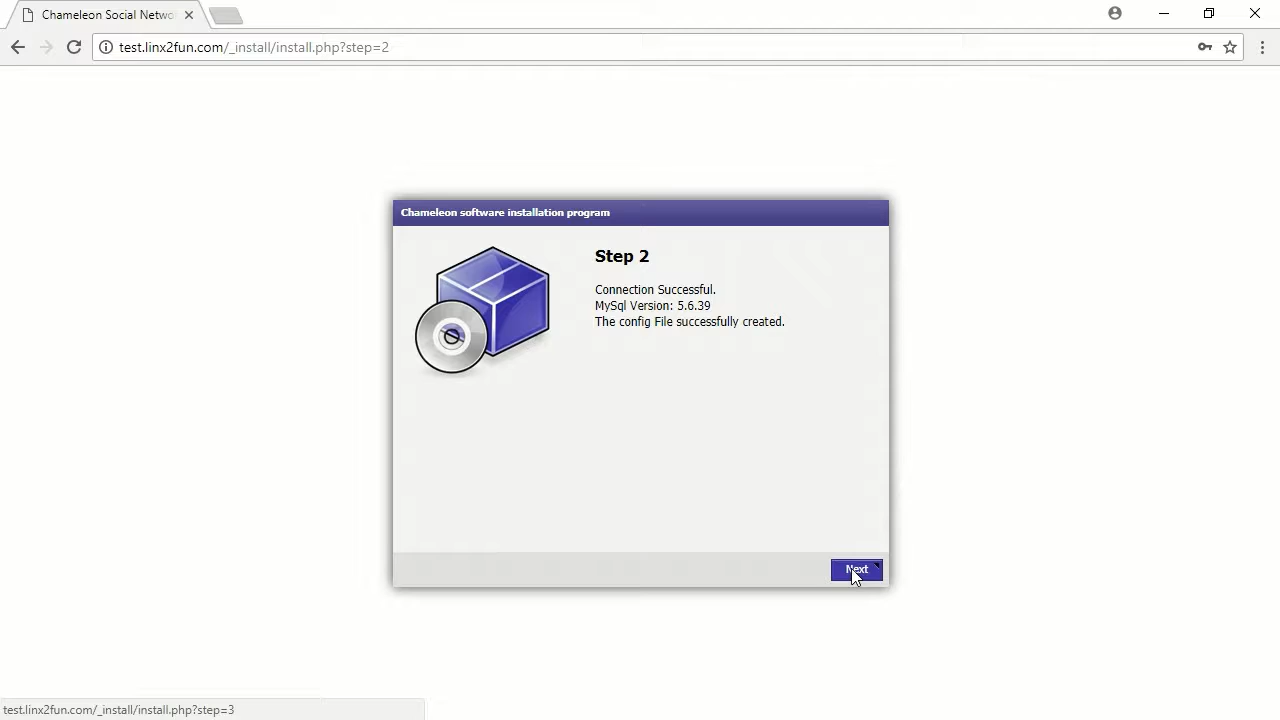 Chameleon Social Netwo
test.linx2fun.com/_install/install.php?step=2
Chameleon software installation program
Step 2
Connection Successful.
MySql Version: 5.6.39
The config File successfully created.
Next
test.linx2fun.com/_install/install.php?step=3